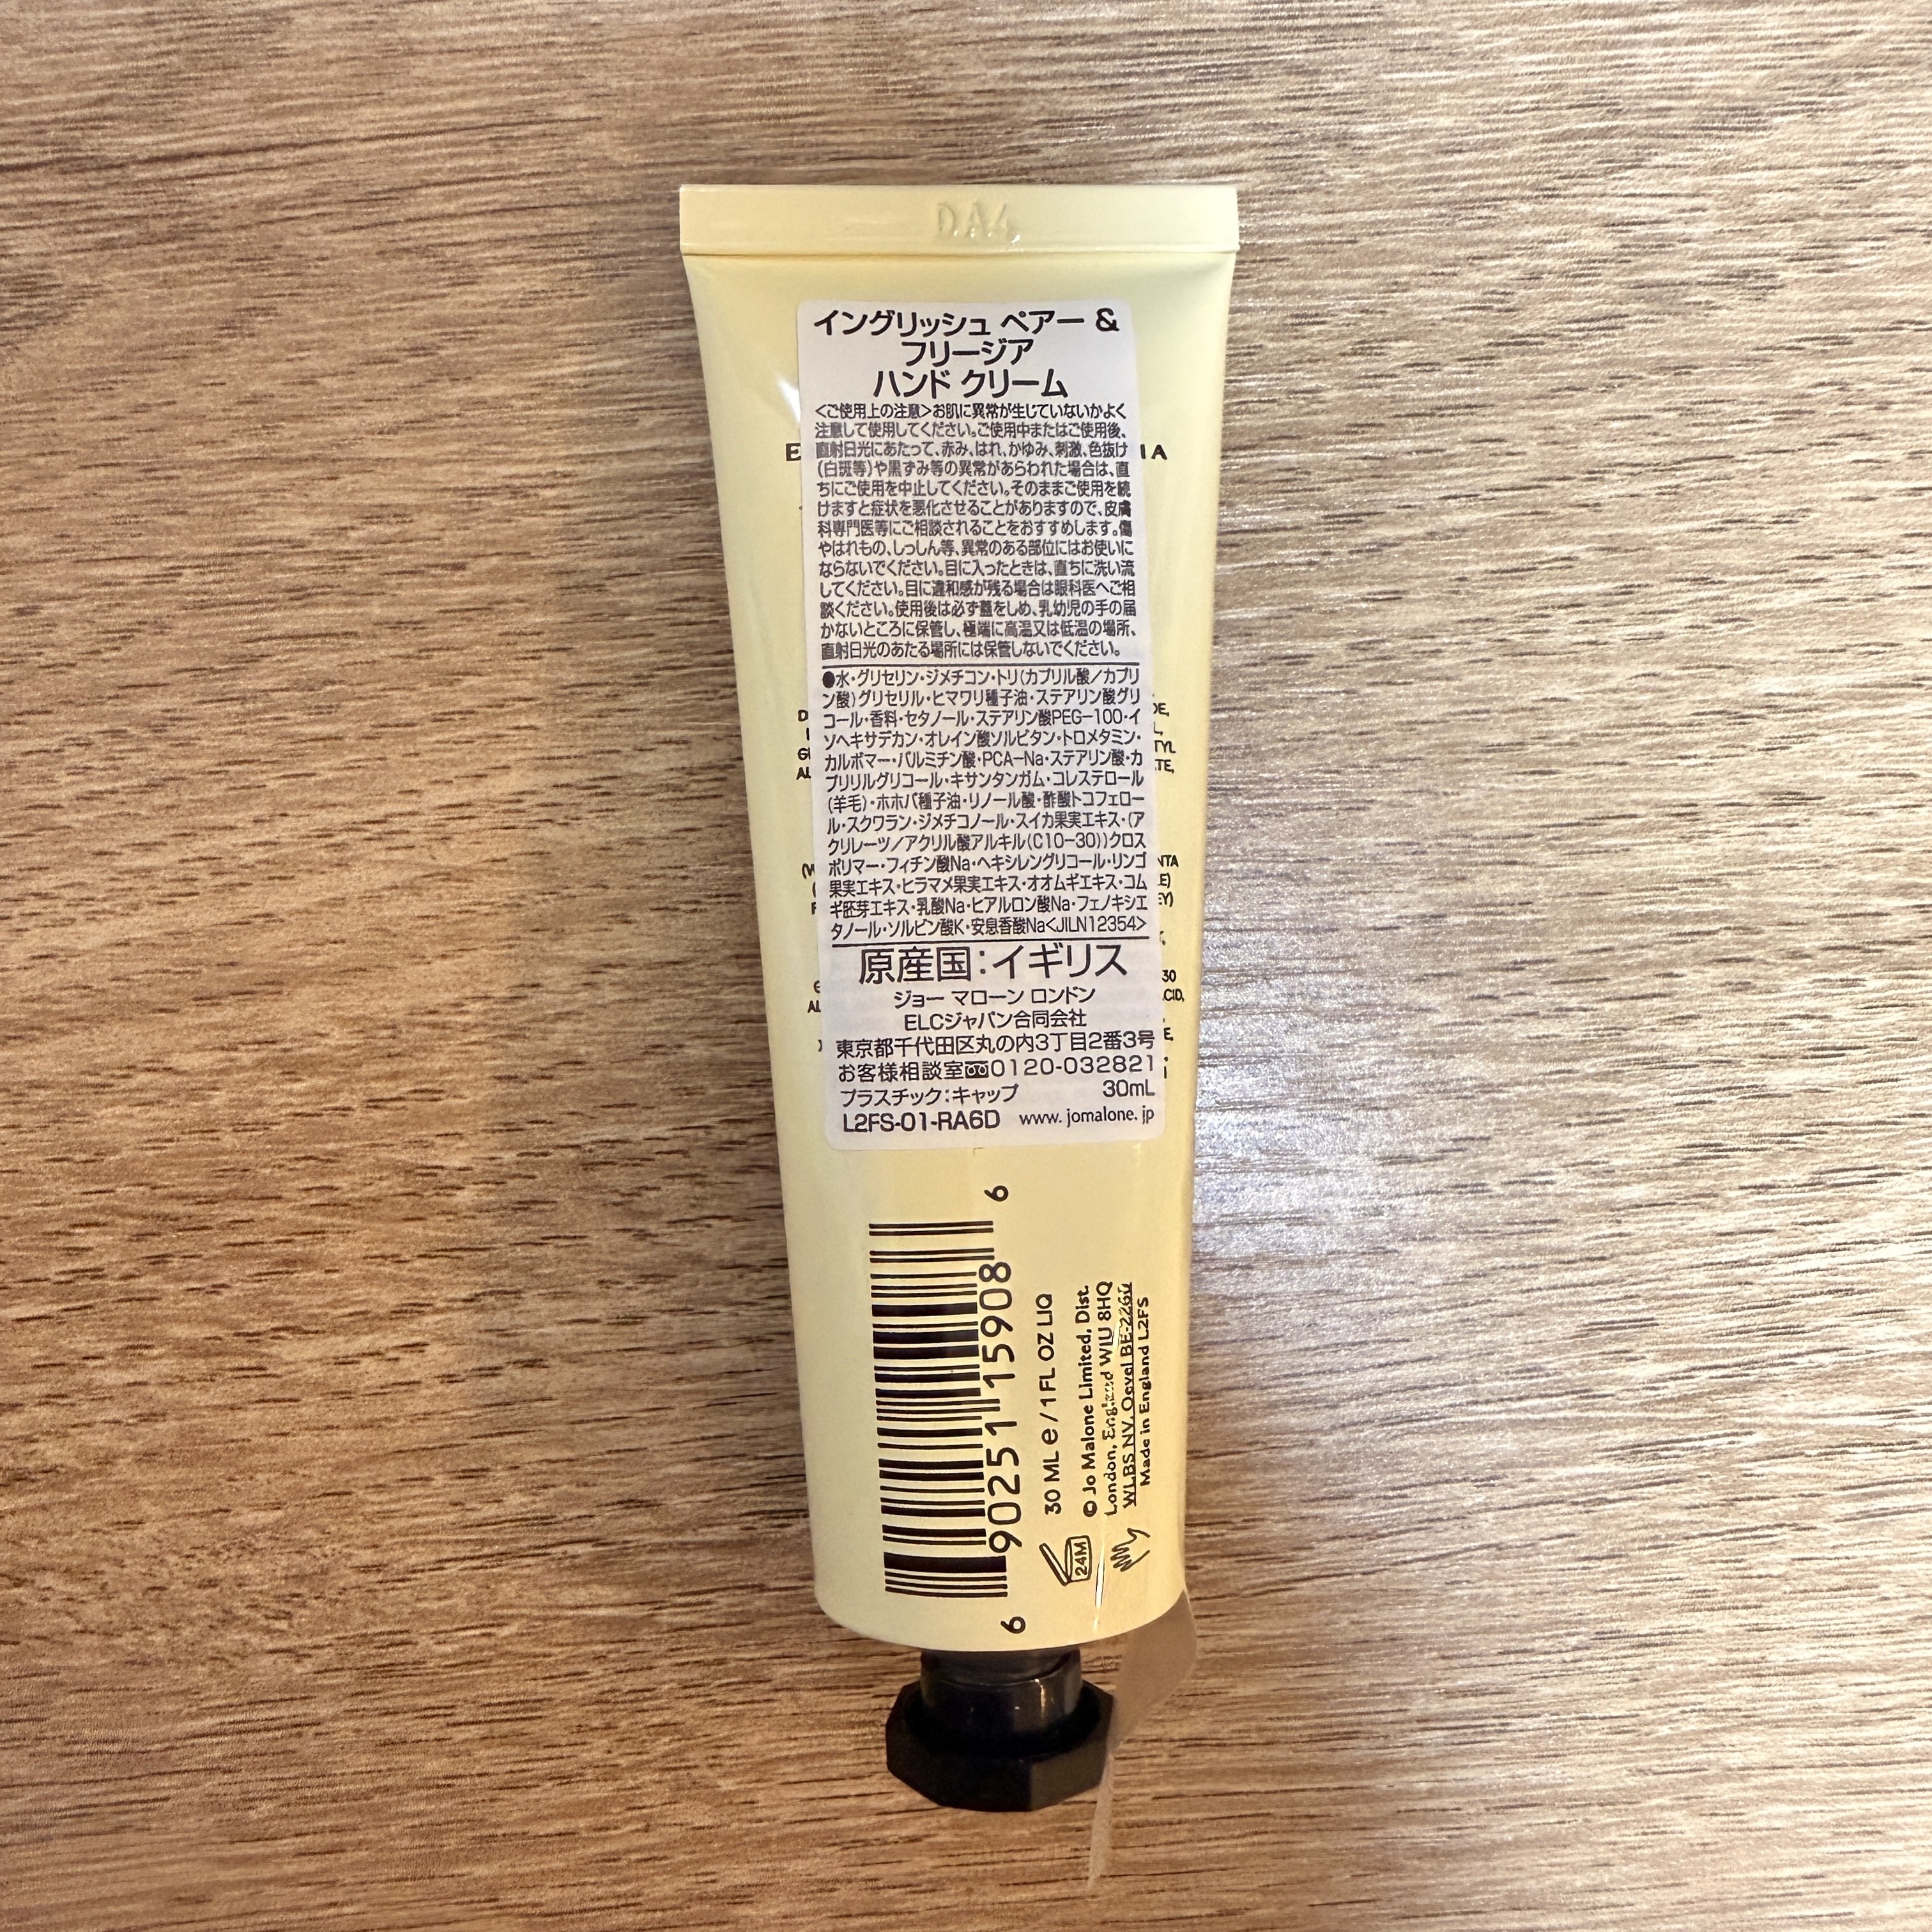 DA4
イングリッシュ ペアー &
フリージア
ハンド クリーム
<ご使用上の注意>お肌に異常が生じていないかよく
注意して使用してください。ご使用中またはご使用後、
直射日光にあたって、赤み、はれ、かゆみ、刺激、色抜け
(白斑等)や黒ずみ等の異常があらわれた場合は、直
ちにご使用を中止してください。そのままご使用を続
けますと症状を悪化させることがありますので、皮膚
科専門医等にご相談されることをおすすめします。傷
やはれもの、しっしん等、異常のある部位にはお使いに
ならないでください。目に入ったときは、直ちに洗い流
してください。目に違和感が残る場合は眼科医へご相
談ください。使用後は必ず蓋をしめ、乳幼児の手の届
かないところに保管し、極端に高温又は低温の場所、
直射日光のあたる場所には保管しないでください。
●水・グリセリン・ジメチコン・トリ(カプリル酸/カプリ
ン酸)グリセリル・ヒマワリ種子油・ステアリン酸グリ
コール・香料・セタノール・ステアリン酸PEG-100・イ
ソヘキサデカン・オレイン酸ソルビタン・トロメタミン・
カルボマー・パルミチン酸・PCA-Na・ステアリン酸・カ
プリリルグリコール・キサンタンガム・コレステロール
(羊毛)・ホホバ種子油・リノール酸・酢酸トコフェロー
ル・スクワラン・ジメチコノール・スイカ果実エキス・(ア
クリレーツ/アクリル酸アルキル(C10-30))クロス
ポリマー・フィチン酸Na・ヘキシレングリコール・リンゴ
果実エキス・ヒラマメ果実エキス・オオムギエキス・コム
ギ胚芽エキス・乳酸Na・ヒアルロン酸Na・フェノキシエ
タノール・ソルビン酸K・安息香酸Na<JILN12354>
原産国:イギリス
ジョー マローン ロンドン
ELCジャパン合同会社
東京都千代田区丸の内3丁目2番3号
お客様相談室0120-032821
プラスチック:キャップ 30mL
L2FS-01-RA6D www. jomalone. jp
6 90251 15908 6
30 ML e / 1 FL OZ LIQ
24M
© Jo Malone Limited, Dist.
London, England W1U 8HQ
WLBS NV, Oevel BE-2260
Made in England L2FS